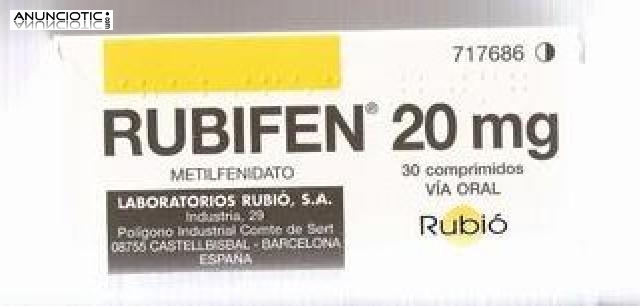 ANUNCIOTIC
717686
RUBIFEN® 20 mg
METILFENIDATO
30 comprimidos
VÍA ORAL
LABORATORIOS RUBIÓ, S.A.
Industria, 29
Polígono Industrial Comte de Sert
08755 CASTELLBISBAL - BARCELONA
ESPAÑA
Rubió